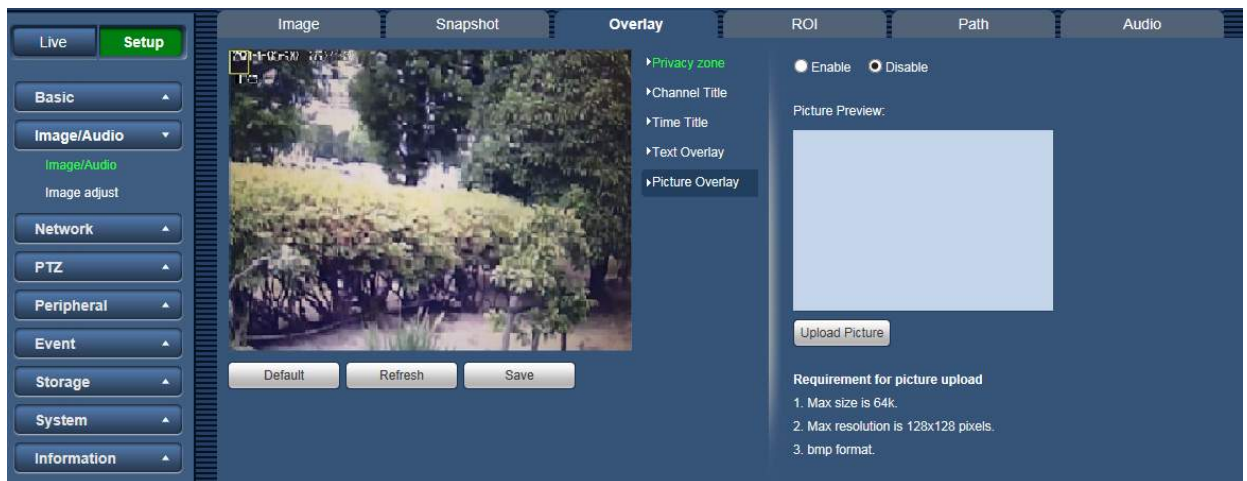 Live
Setup
Basic
Image/Audio
Image/Audio
Image adjust
Network
PTZ
Peripheral
Event
Storage
System
Information
Image
Snapshot
Overlay
ROI
Path
Audio
Default
Refresh
Save
Privacy zone
Channel Title
Time Title
Text Overlay
Picture Overlay
Enable
Disable
Picture Preview:
Upload Picture
Requirement for picture upload
1. Max size is 64k.
2. Max resolution is 128x128 pixels.
3. bmp format.